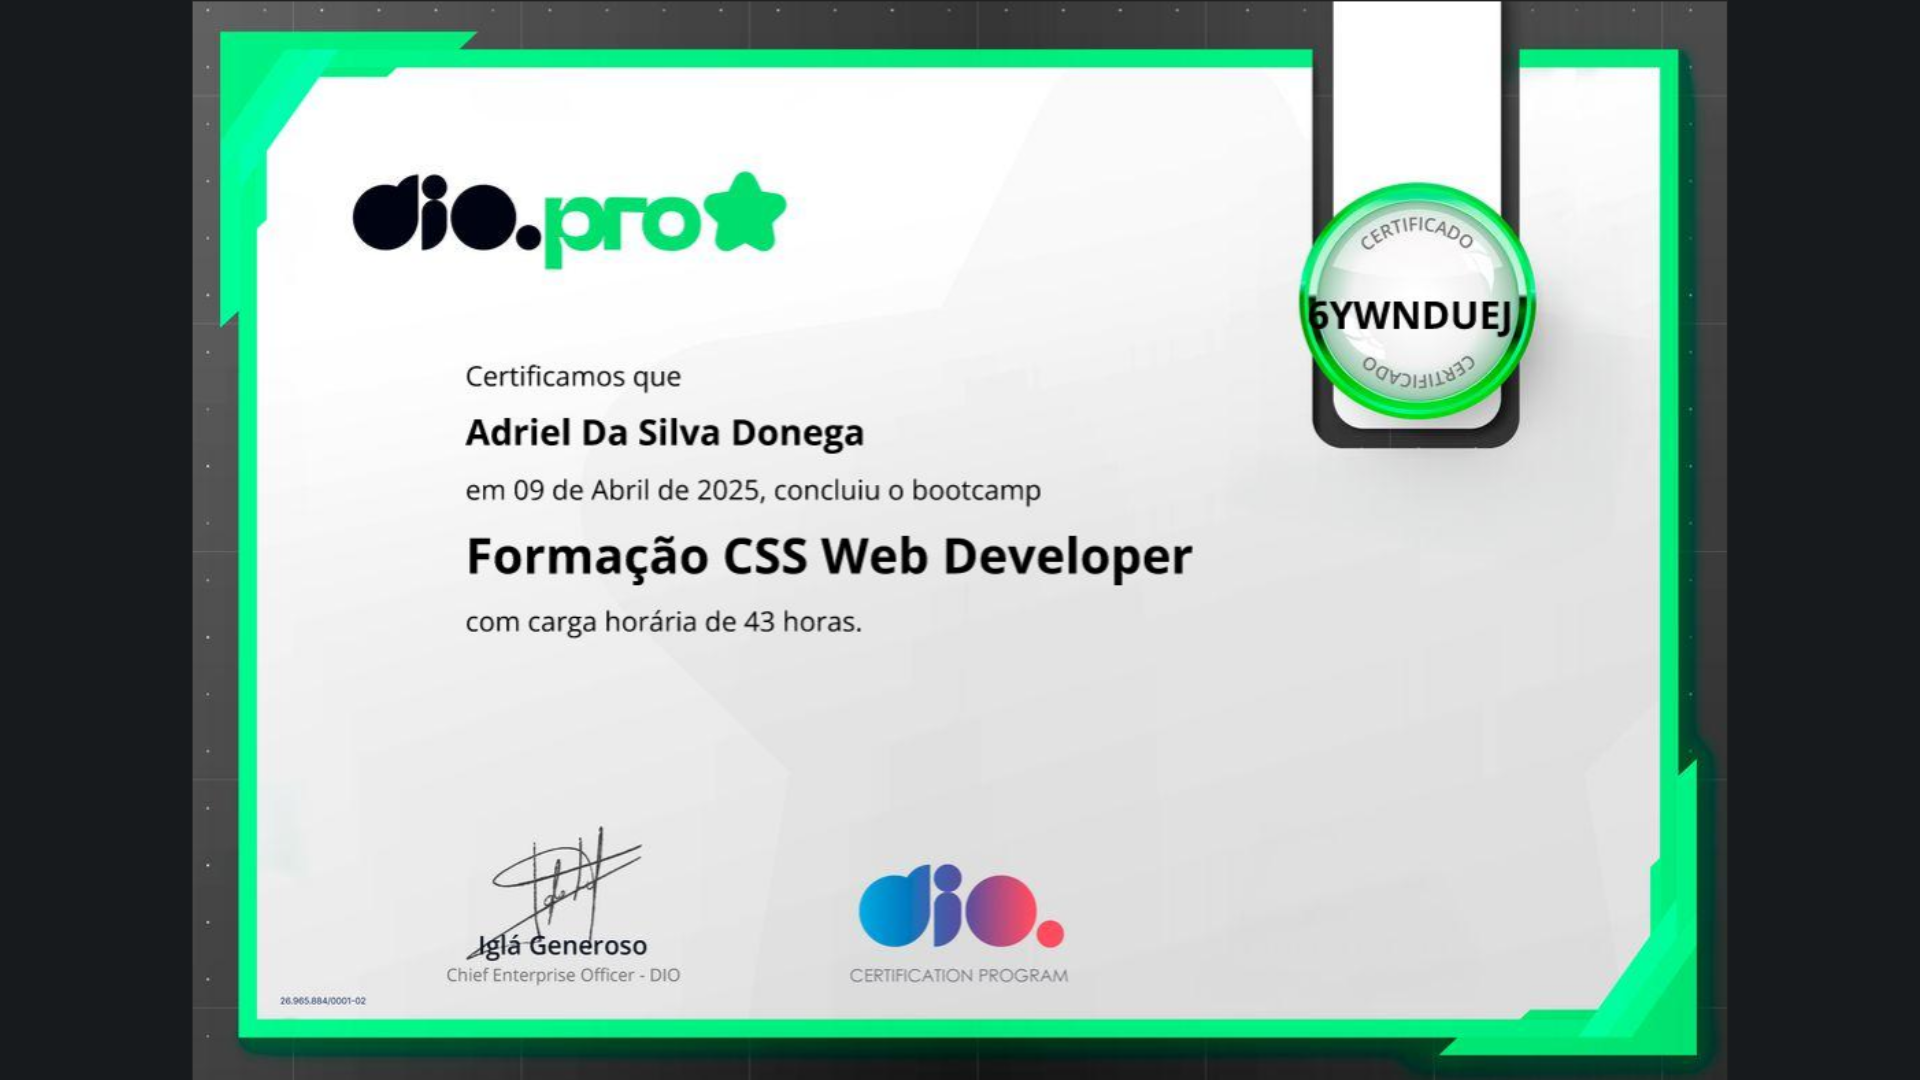 dio.pro
CERTIFICADO
6YWNDUEJ
CERTIFICADO
Certificamos que
Adriel Da Silva Donega
em 09 de Abril de 2025, concluiu o bootcamp
Formação CSS Web Developer
com carga horária de 43 horas.
Iglá Generoso
Chief Enterprise Officer - DIO
dio.
CERTIFICATION PROGRAM
26.965.884/0001-02